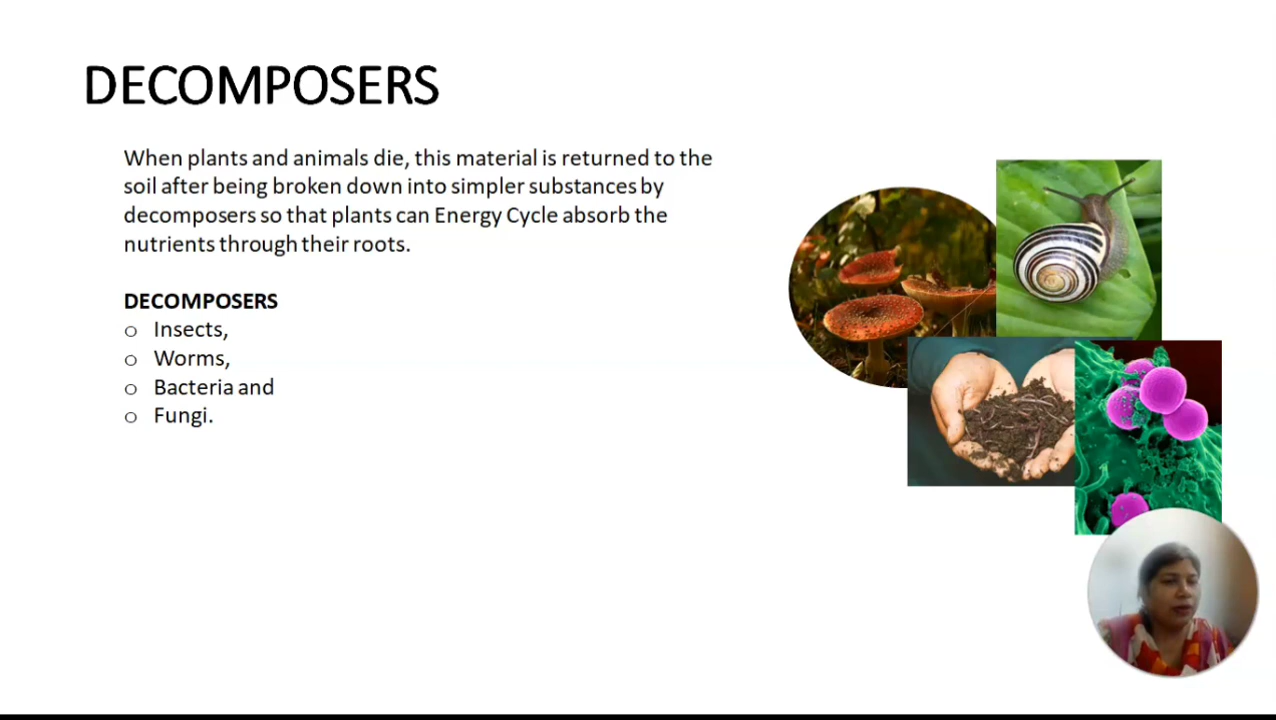 DECOMPOSERS
When plants and animals die, this material is returned to the
soil after being broken down into simpler substances by
decomposers so that plants can Energy Cycle absorb the
nutrients through their roots.
DECOMPOSERS
o Insects,
o Worms,
o Bacteria and
o Fungi.